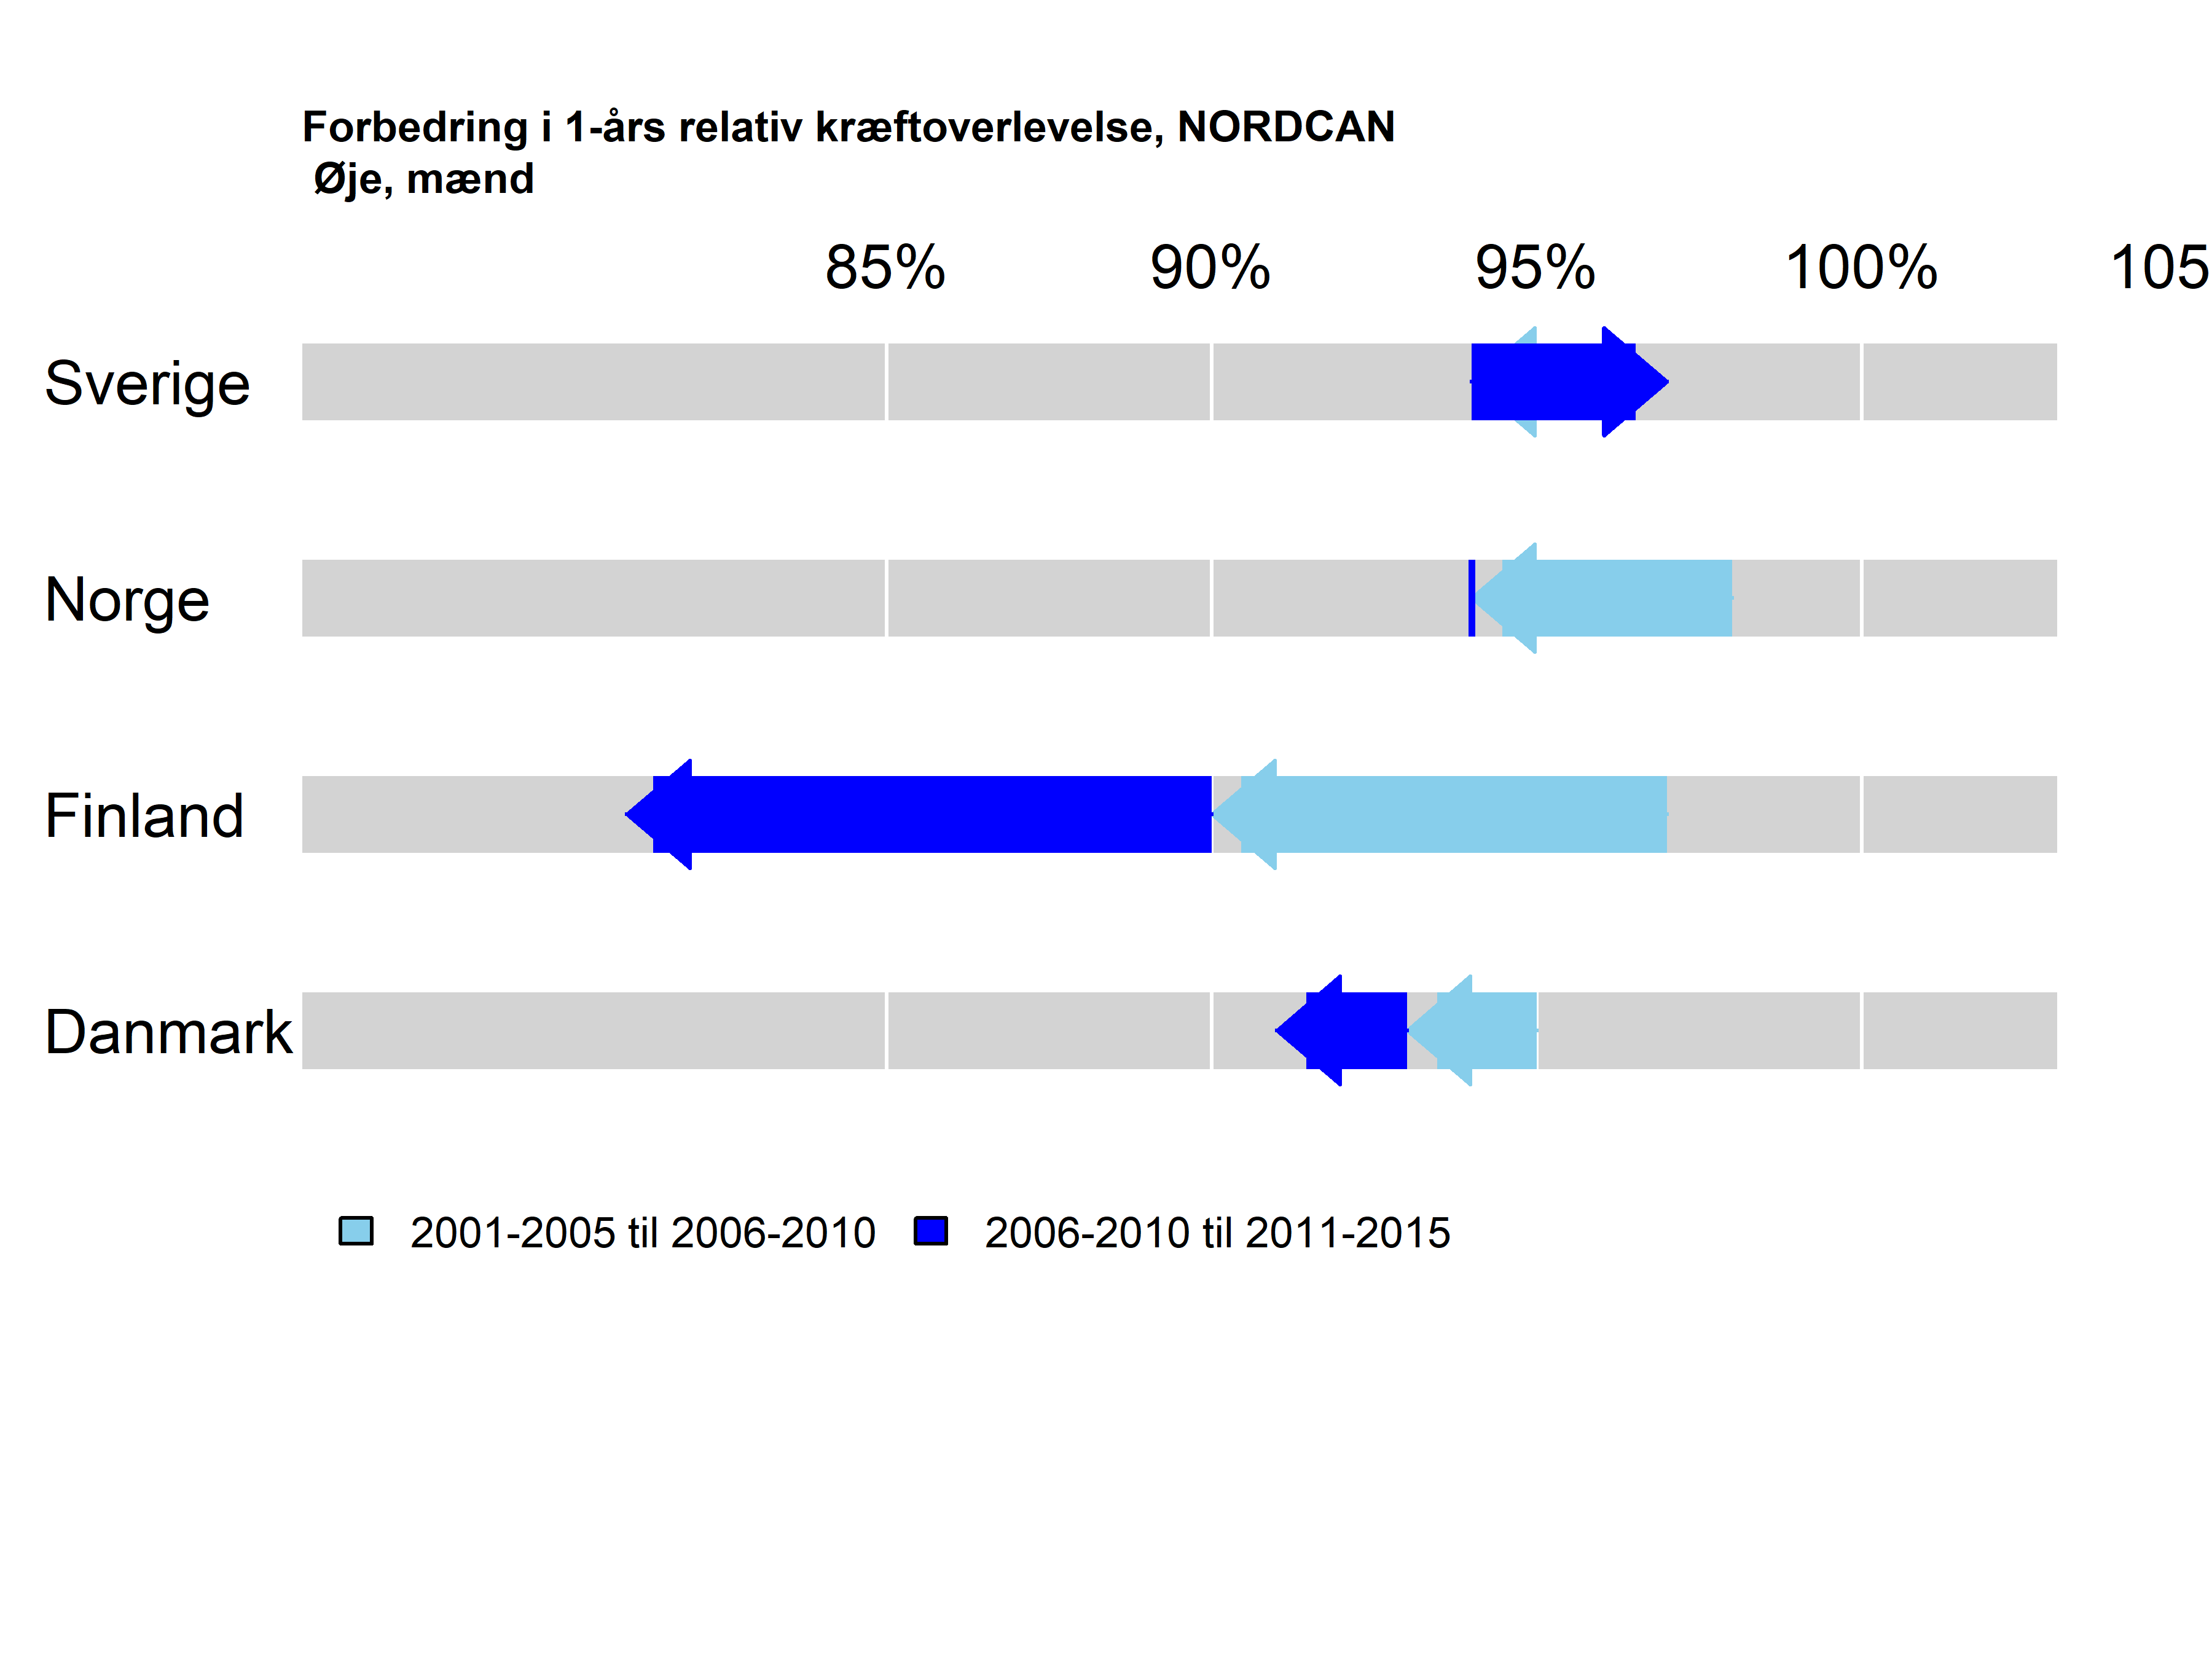 Forbedring i 1-års relativ kræftoverlevelse, NORDCAN
Øje, mænd
85% 90% 95% 100% 105
Sverige
Norge
Finland
Danmark
2001-2005 til 2006-2010 2006-2010 til 2011-2015